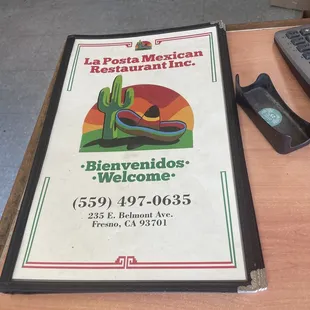 La Posta Mexican
Restaurant Inc.
·Bienvenidos·
·Welcome·
(559) 497-0635
235 E. Belmont Ave.
Fresno, CA 93701